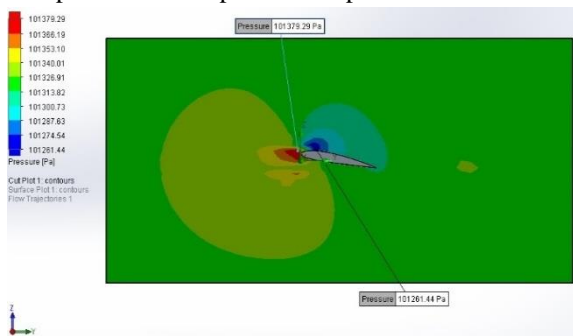 101379.29
101366.19
101353.10
101340.01
101326.91
101313.82
101300.73
101287.63
101274.54
101261.44
Pressure [Pa]
Cut Plot 1: contours
Surface Plot 1: contours
Flow Trajectories 1
Pressure 101379.29 Pa
Pressure 101261.44 Pa
Z
Y